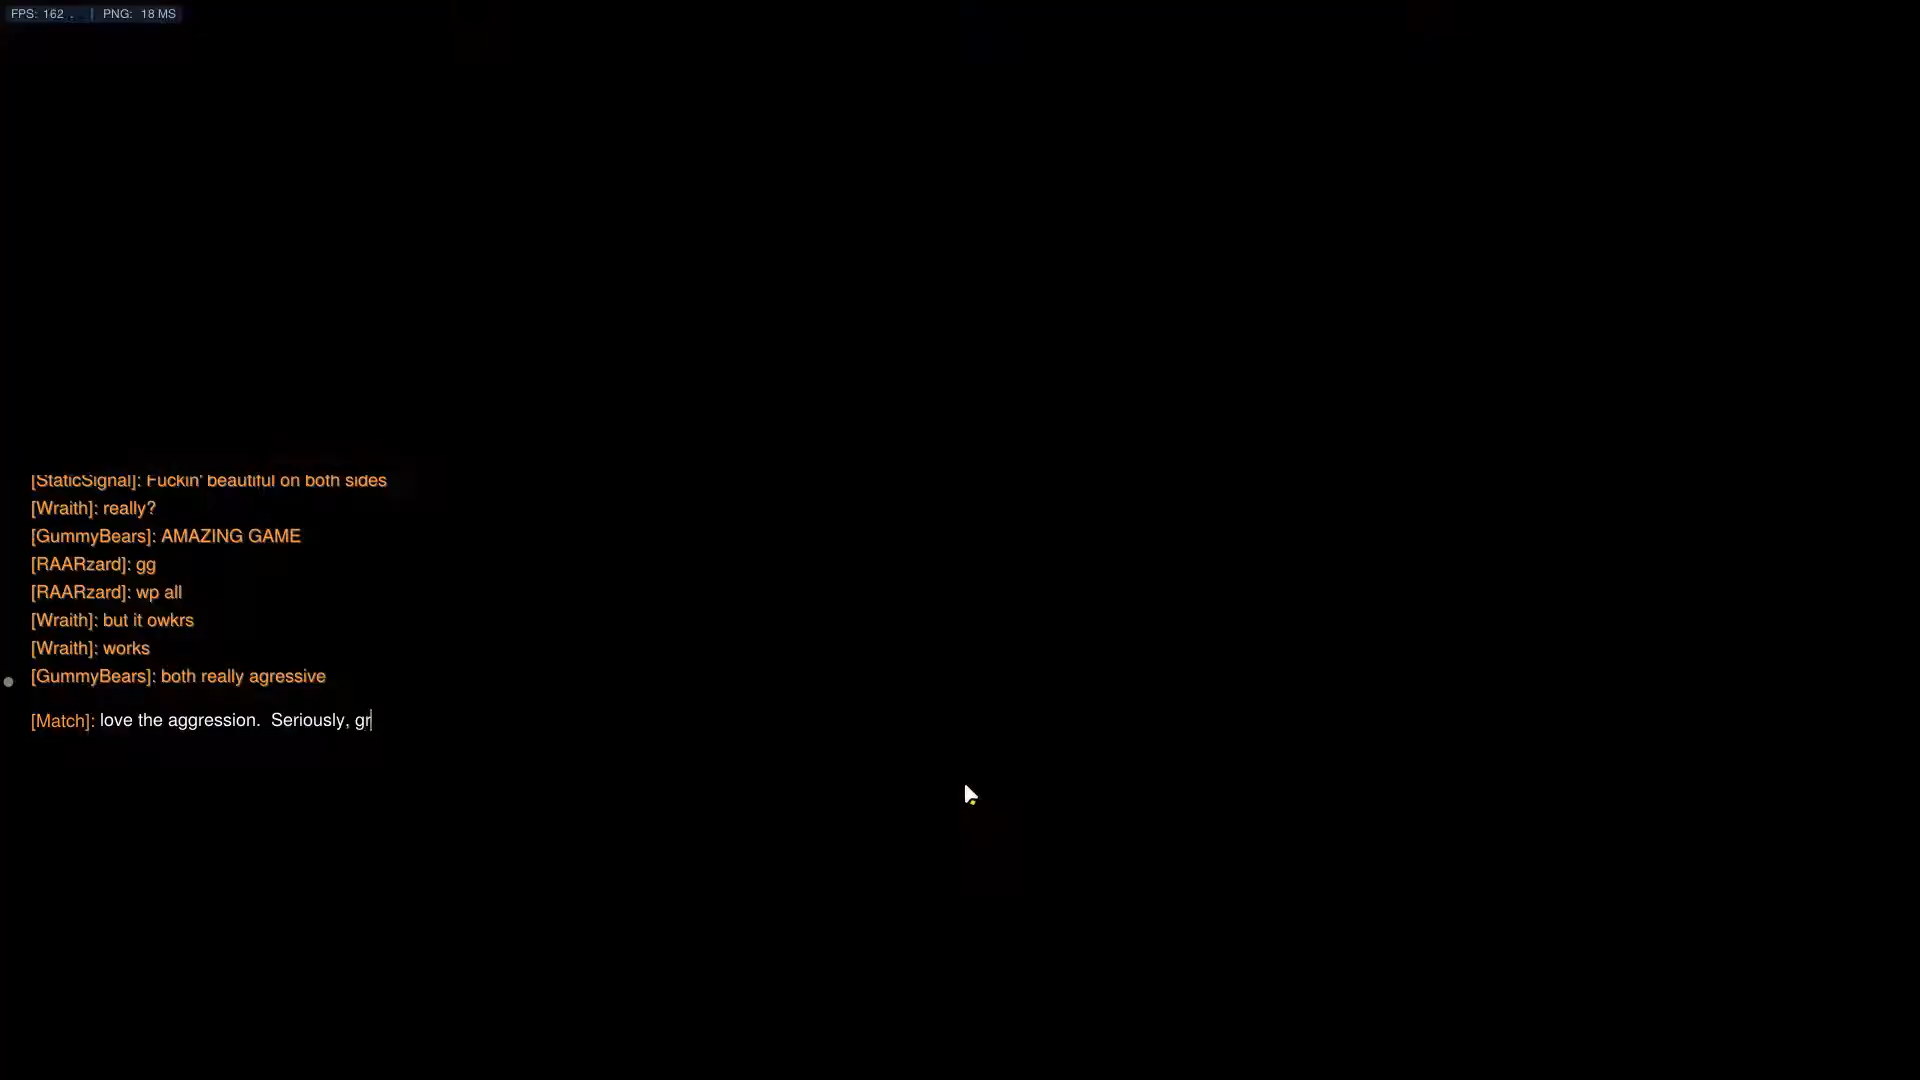 FPS: 162 . | PNG: 18 MS
[StaticSignal]: Fuckin' beautiful on both sides
[Wraith]: really?
[GummyBears]: AMAZING GAME
[RAARzard]: gg
[RAARzard]: wp all
[Wraith]: but it owkrs
[Wraith]: works
[GummyBears]: both really agressive
[Match]: love the aggression.  Seriously, gr